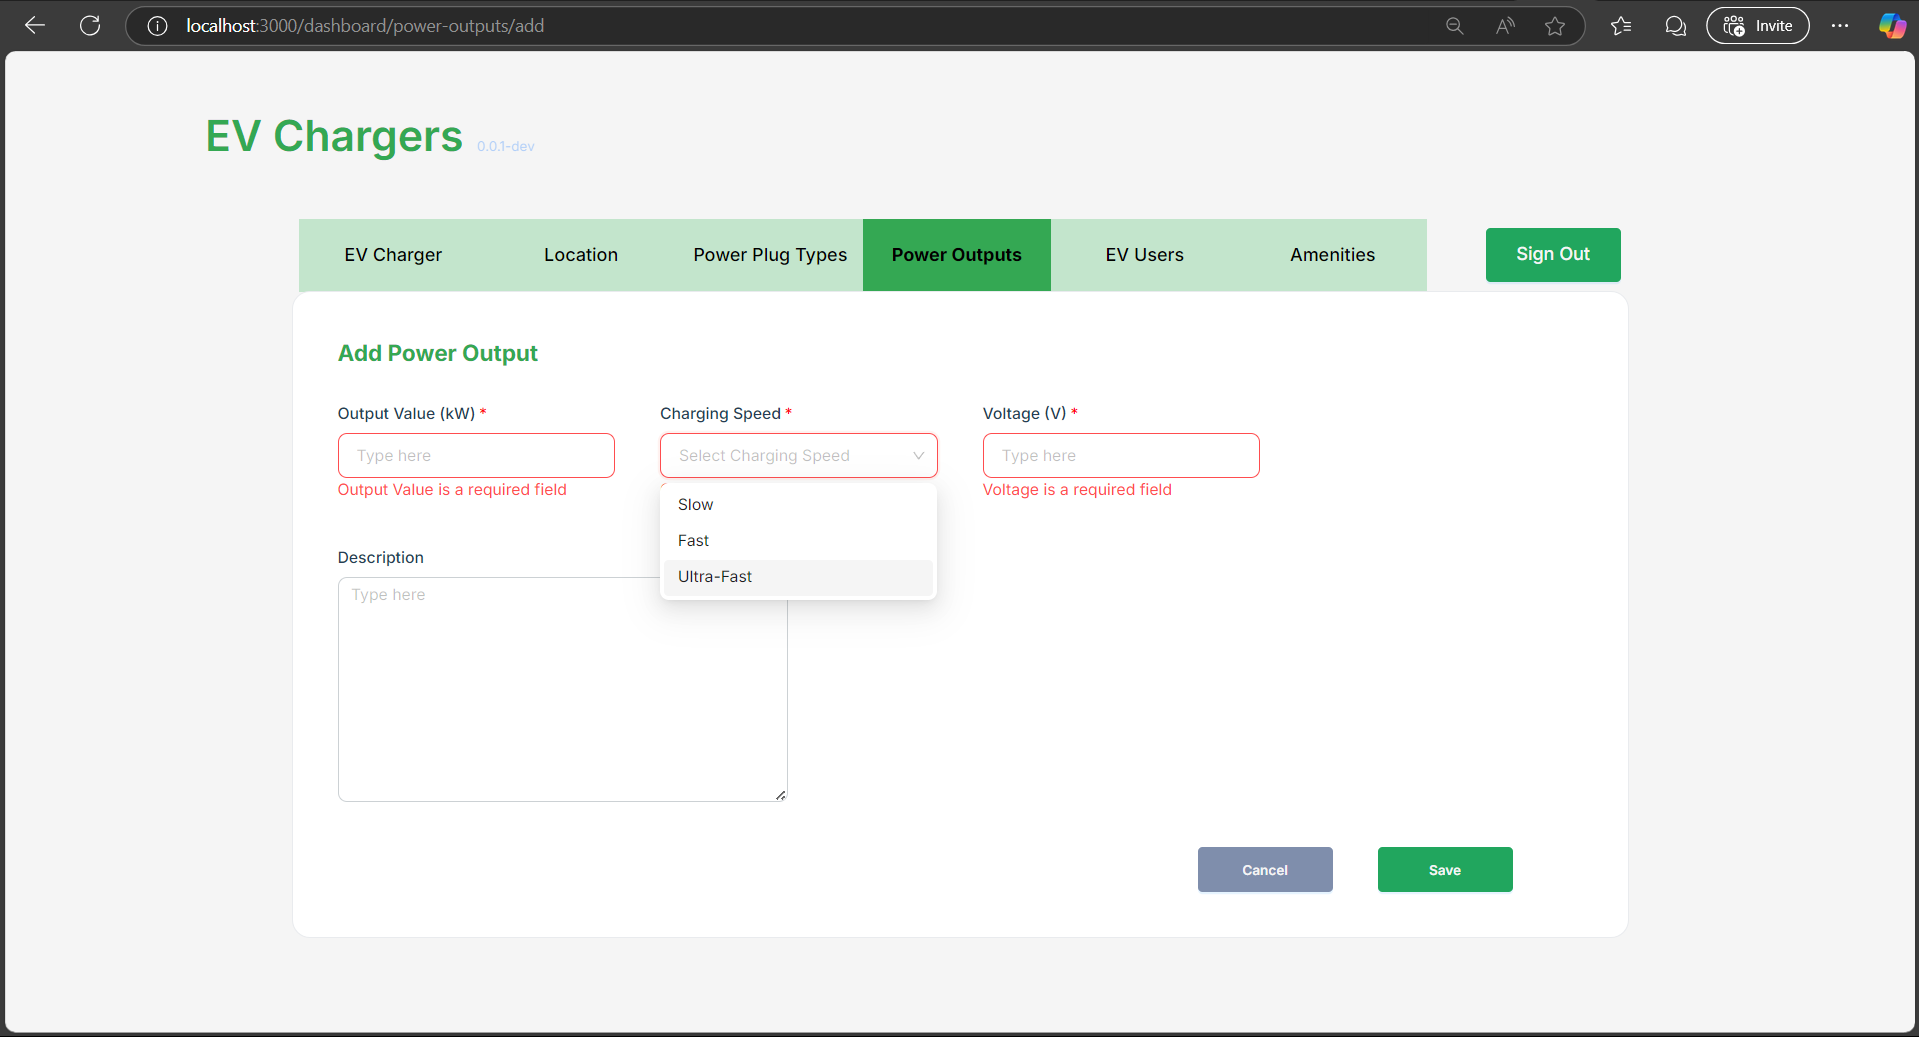 localhost:3000/dashboard/power-outputs/add
Invite
EV Chargers 0.0.1-dev
EV Charger
Location
Power Plug Types
Power Outputs
EV Users
Amenities
Sign Out
Add Power Output
Output Value (kW) *
Charging Speed *
Voltage (V) *
Type here
Select Charging Speed
Type here
Output Value is a required field
Voltage is a required field
Slow
Fast
Ultra-Fast
Description
Type here
Cancel
Save